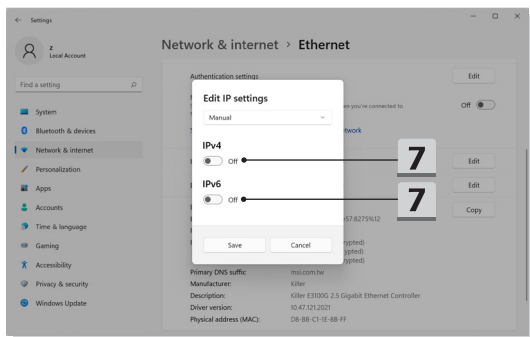 Settings
z
Local Account
Find a setting
System
Bluetooth & devices
Network & internet
Personalization
Apps
Accounts
Time & language
Gaming
Accessibility
Privacy & security
Windows Update
Network & internet > Ethernet
Authentication settings
Edit
en you're connected to
Off
etwork
Edit IP settings
Manual
IPv4
Off
7
Edit
IPv6
Off
7
Edit
Copy
57:8275%12
Save
Cancel
rypted)
ypted)
rypted)
Primary DNS suffix:
msi.com.tw
Manufacturer:
Killer
Description:
Killer E3100G 2.5 Gigabit Ethernet Controller
Driver version:
10.47.121.2021
Physical address (MAC):
D8-BB-C1-1E-8B-FF